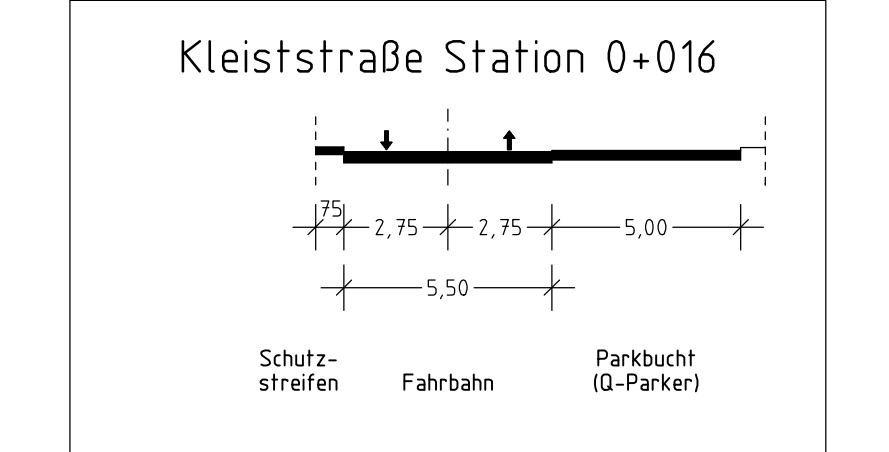 Kleiststraße Station 0+016
75
2,75 2,75 5,00
5,50
Schutz-
streifen
Fahrbahn
Parkbucht
(Q-Parker)